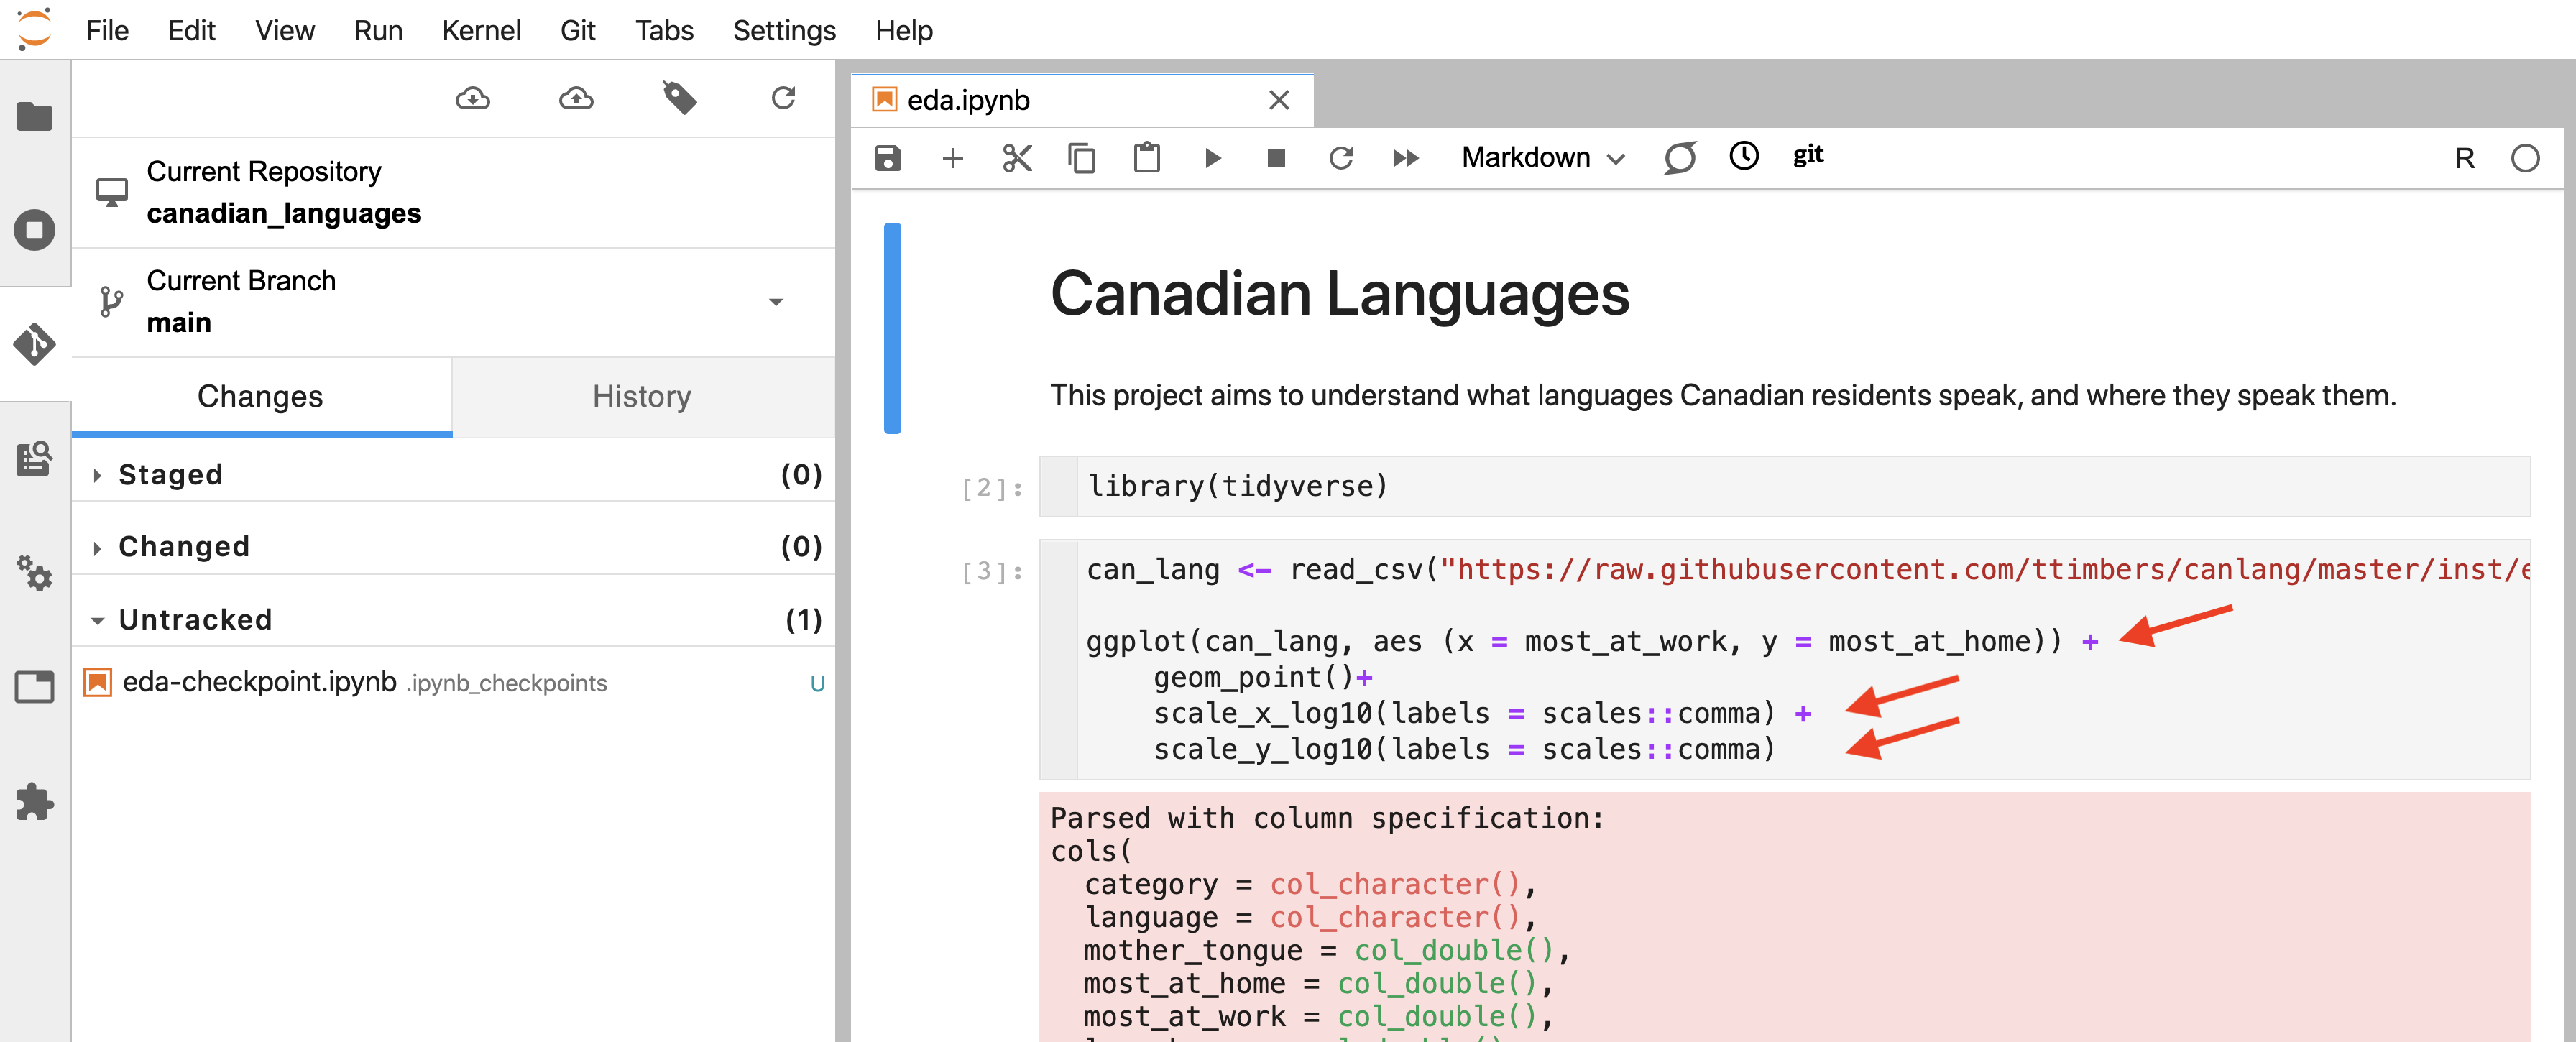 File Edit View Run Kernel Git Tabs Settings Help
Current Repository
canadian_languages
Current Branch
main
Changes History
Staged (0)
Changed (0)
Untracked (1)
eda-checkpoint.ipynb .ipynb_checkpoints U
eda.ipynb
Markdown git R
Canadian Languages
This project aims to understand what languages Canadian residents speak, and where they speak them.
[2]: library(tidyverse)
[3]: can_lang <- read_csv("https://raw.githubusercontent.com/ttimbers/canlang/master/inst/e
ggplot(can_lang, aes (x = most_at_work, y = most_at_home)) +
    geom_point()+
    scale_x_log10(labels = scales::comma) +
    scale_y_log10(labels = scales::comma)
Parsed with column specification:
cols(
  category = col_character(),
  language = col_character(),
  mother_tongue = col_double(),
  most_at_home = col_double(),
  most_at_work = col_double(),